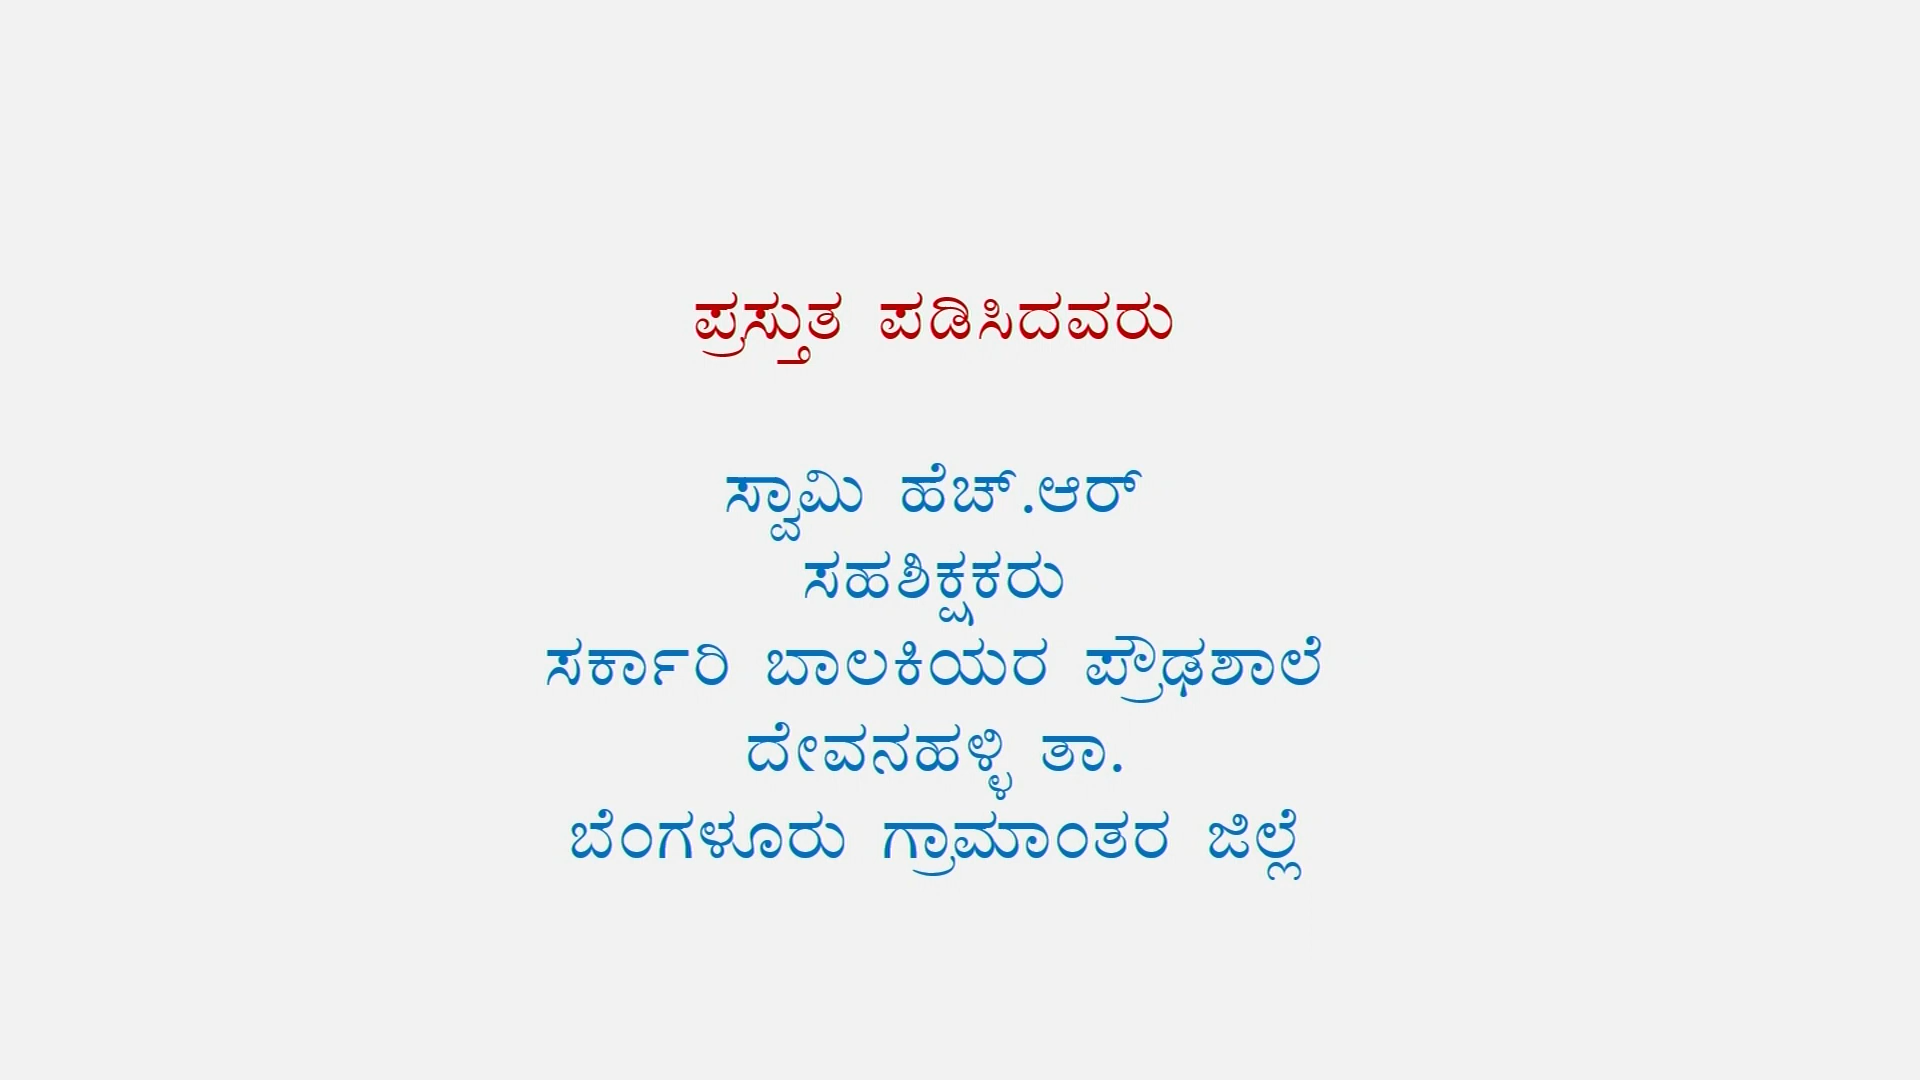 ಪ್ರಸ್ತುತ ಪಡಿಸಿದವರು
ಸ್ವಾಮಿ ಹೆಚ್.ಆರ್
ಸಹಶಿಕ್ಷಕರು
ಸರ್ಕಾರಿ ಬಾಲಕಿಯರ ಪ್ರೌಢಶಾಲೆ
ದೇವನಹಳ್ಳಿ ತಾ.
ಬೆಂಗಳೂರು ಗ್ರಾಮಾಂತರ ಜಿಲ್ಲೆ